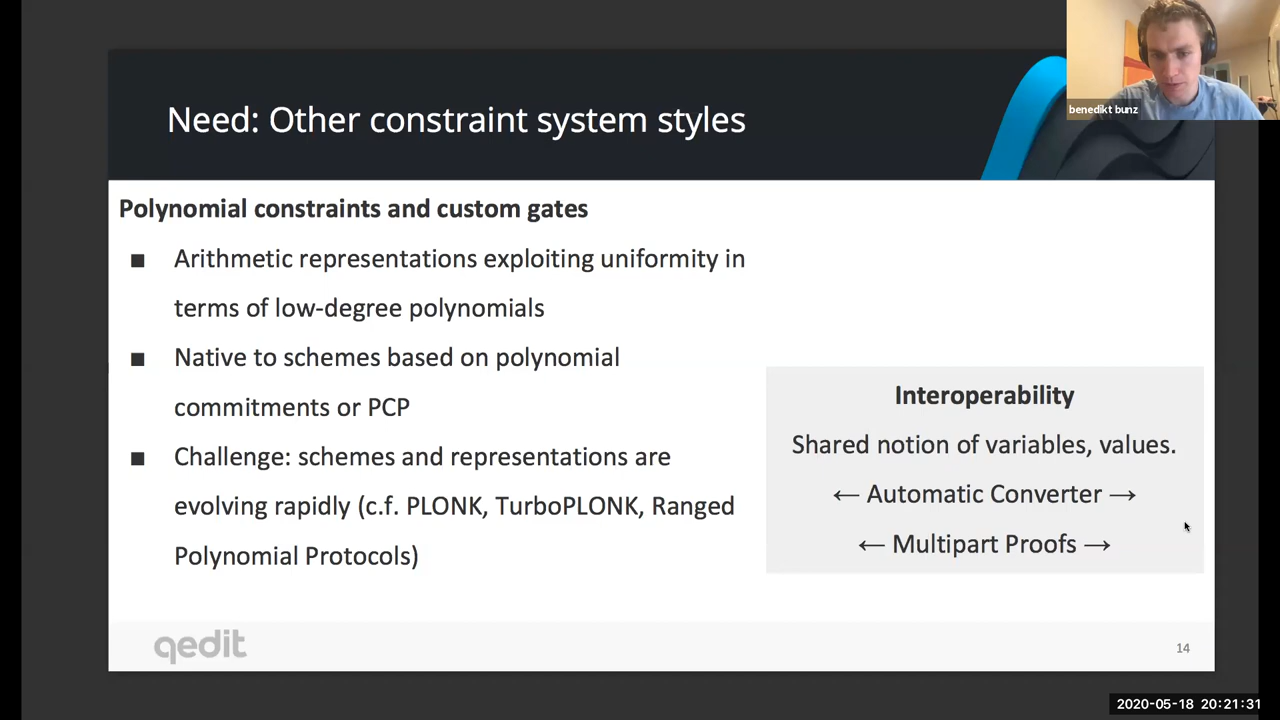 benedikt bunz
Need: Other constraint system styles
Polynomial constraints and custom gates
■ Arithmetic representations exploiting uniformity in
terms of low-degree polynomials
■ Native to schemes based on polynomial
commitments or PCP
■ Challenge: schemes and representations are
evolving rapidly (c.f. PLONK, TurboPLONK, Ranged
Polynomial Protocols)
Interoperability
Shared notion of variables, values.
← Automatic Converter →
← Multipart Proofs →
qedit
14
2020-05-18 20:21:31